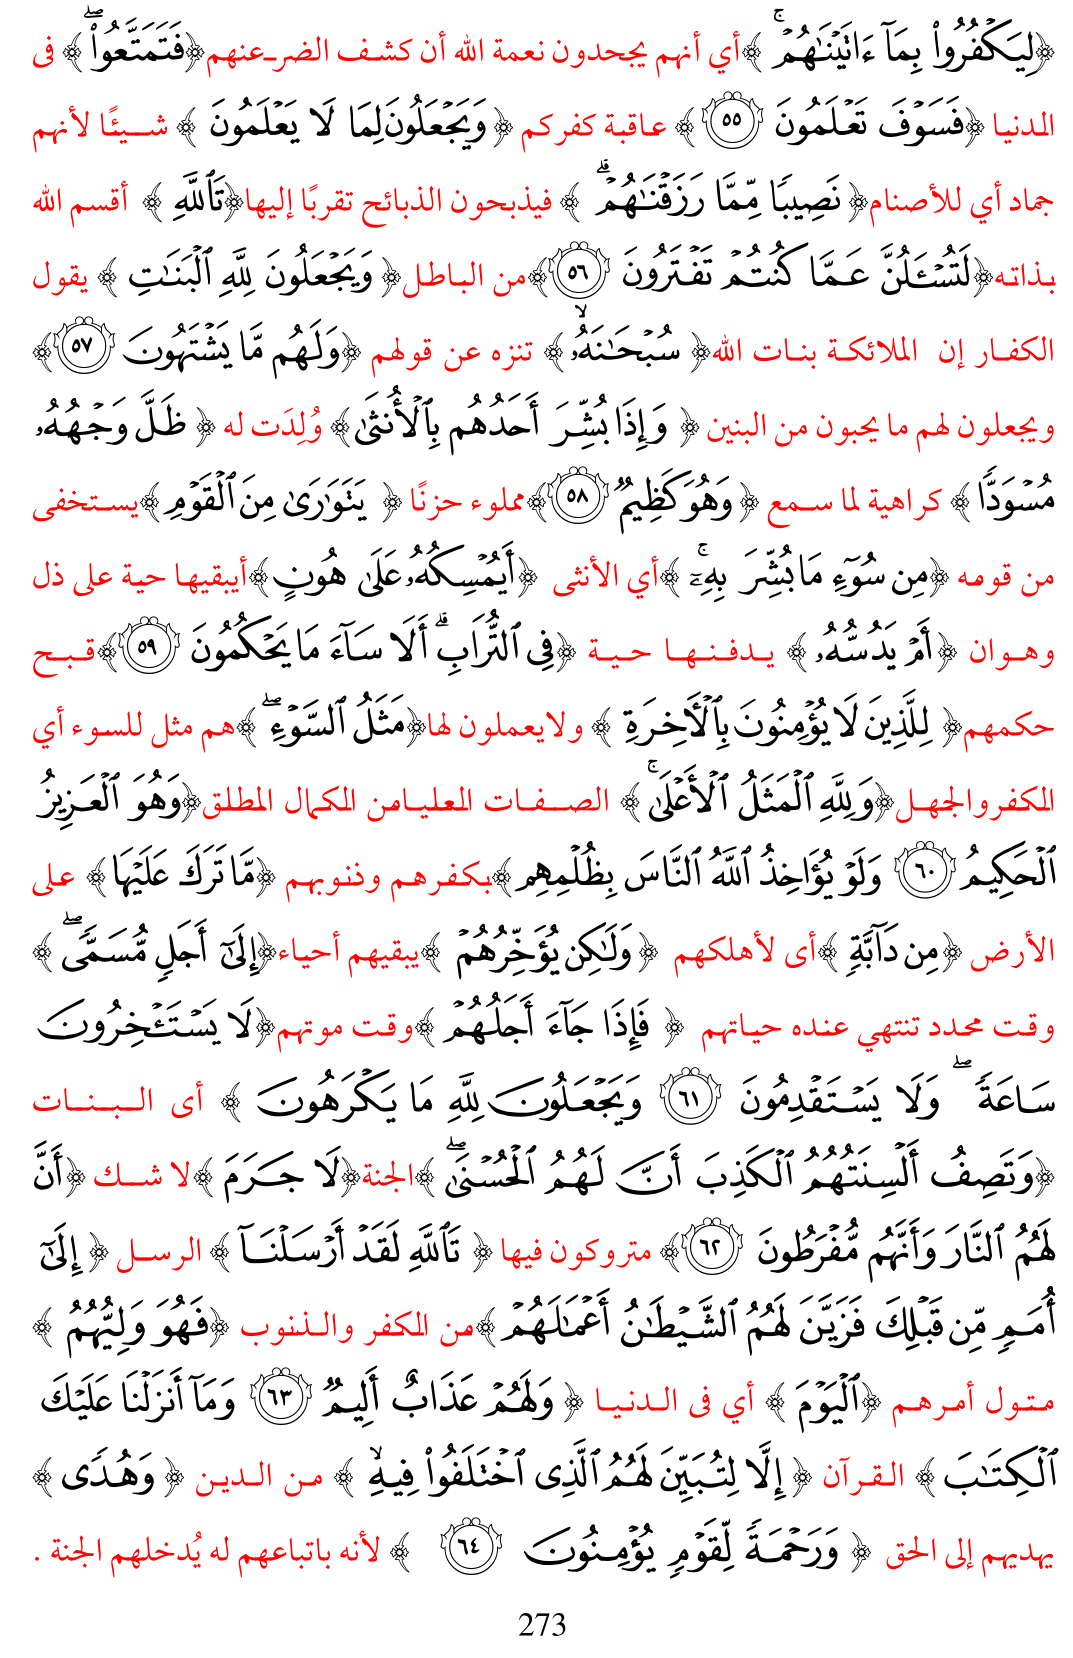 ﴿لِيَكۡفُرُواْ بِمَآ ءَاتَيۡنَٰهُمۡۚ ﴾أي أنهم يجحدون نعمة الله أن كشف الضر عنهم﴿فَتَمَتَّعُواْۖ ﴾ فى
الدنيا ﴿فَسَوۡفَ تَعۡلَمُونَ ٥٥ ﴾ عاقبة كفركم ﴿ وَيَجۡعَلُونَ لِمَا لَا يَعۡلَمُونَ ﴾ شيئًا لأنهم
جماد أي للأصنام﴿ نَصِيبٗا مِّمَّا رَزَقۡنَٰهُمۡۗ ﴾ فيذبحون الذبائح تقربًا إليها﴿تَٱللَّهِ ﴾ أقسم الله
بذاته﴿لَتُسۡـَٔلُنَّ عَمَّا كُنتُمۡ تَفۡتَرُونَ ٥٦ ﴾من الباطل﴿ وَيَجۡعَلُونَ لِلَّهِ ٱلۡبَنَٰتِ ﴾ يقول
الكفار إن الملائكة بنات الله﴿ سُبۡحَٰنَهُۥۙ ﴾ تنزه عن قولهم ﴿وَلَهُم مَّا يَشۡتَهُونَ ٥٧ ﴾
ويجعلون لهم ما يحبون من البنين ﴿ وَإِذَا بُشِّرَ أَحَدُهُم بِٱلۡأُنثَىٰ﴾ وُلِدَت له ﴿ ظَلَّ وَجۡهُهُۥ
مُسۡوَدّٗا ﴾ كراهية لما سمع ﴿وَهُوَ كَظِيمٞ ٥٨ ﴾مملوء حزنًا ﴿ يَتَوَٰرَىٰ مِنَ ٱلۡقَوۡمِ ﴾يستخفى
من قومه ﴿مِن سُوٓءِ مَا بُشِّرَ بِهِۦٓۚ ﴾أي الأنثى ﴿أَيُمۡسِكُهُۥ عَلَىٰ هُونٍ﴾أيبقيها حية على ذل
وهوان ﴿أَمۡ يَدُسُّهُۥ ﴾ يدفنها حية ﴿فِي ٱلتُّرَابِۗ أَلَا سَآءَ مَا يَحۡكُمُونَ ٥٩ ﴾قبح
حكمهم﴿ لِلَّذِينَ لَا يُؤۡمِنُونَ بِٱلۡأٓخِرَةِ ﴾ ولايعملون لها﴿مَثَلُ ٱلسَّوۡءِۖ ﴾هم مثل للسوء أي
الكفر والجهل﴿وَلِلَّهِ ٱلۡمَثَلُ ٱلۡأَعۡلَىٰۚ ﴾ الصفات العليا من الكمال المطلق﴿وَهُوَ ٱلۡعَزِيزُ
ٱلۡحَكِيمُ ٦٠ وَلَوۡ يُؤَاخِذُ ٱللَّهُ ٱلنَّاسَ بِظُلۡمِهِم﴾بكفرهم وذنوبهم ﴿مَّا تَرَكَ عَلَيۡهَا﴾ على
الأرض ﴿مِن دَآبَّةٖ ﴾أى لأهلكهم ﴿وَلَٰكِن يُؤَخِّرُهُمۡ ﴾يبقيهم أحياء﴿إِلَىٰٓ أَجَلٖ مُّسَمّٗىۖ ﴾
وقت محدد تنتهي عنده حياتهم ﴿ فَإِذَا جَآءَ أَجَلُهُمۡ ﴾وقت موتهم﴿لَا يَسۡتَـٔۡخِرُونَ
سَاعَةٗ ۖ وَلَا يَسۡتَقۡدِمُونَ ٦١ وَيَجۡعَلُونَ لِلَّهِ مَا يَكۡرَهُونَ ﴾ أى البنات
﴿وَتَصِفُ أَلۡسِنَتُهُمُ ٱلۡكَذِبَ أَنَّ لَهُمُ ٱلۡحُسۡنَىٰۖ ﴾الجنة﴿لَا جَرَمَ ﴾لا شك ﴿أَنَّ
لَهُمُ ٱلنَّارَ وَأَنَّهُم مُّفۡرَطُونَ ٦٢ ﴾ متروكون فيها ﴿ تَٱللَّهِ لَقَدۡ أَرۡسَلۡنَآ ﴾ الرسل ﴿ إِلَىٰٓ
أُمَمٖ مِّن قَبۡلِكَ فَزَيَّنَ لَهُمُ ٱلشَّيۡطَٰنُ أَعۡمَٰلَهُمۡ ﴾من الكفر والذنوب ﴿فَهُوَ وَلِيُّهُمُ ﴾
متول أمرهم ﴿ٱلۡيَوۡمَ ﴾ أي فى الدنيا ﴿ وَلَهُمۡ عَذَابٌ أَلِيمٞ ٦٣ وَمَآ أَنزَلۡنَا عَلَيۡكَ
ٱلۡكِتَٰبَ ﴾ القرآن ﴿ إِلَّا لِتُبَيِّنَ لَهُمُ ٱلَّذِى ٱخۡتَلَفُواْ فِيهِۙ ﴾ من الدين ﴿ وَهُدٗى ﴾
يهديهم إلى الحق ﴿ وَرَحۡمَةٗ لِّقَوۡمٖ يُؤۡمِنُونَ ٦٤ ﴾ لأنه باتباعهم له يُدخلهم الجنة .
273